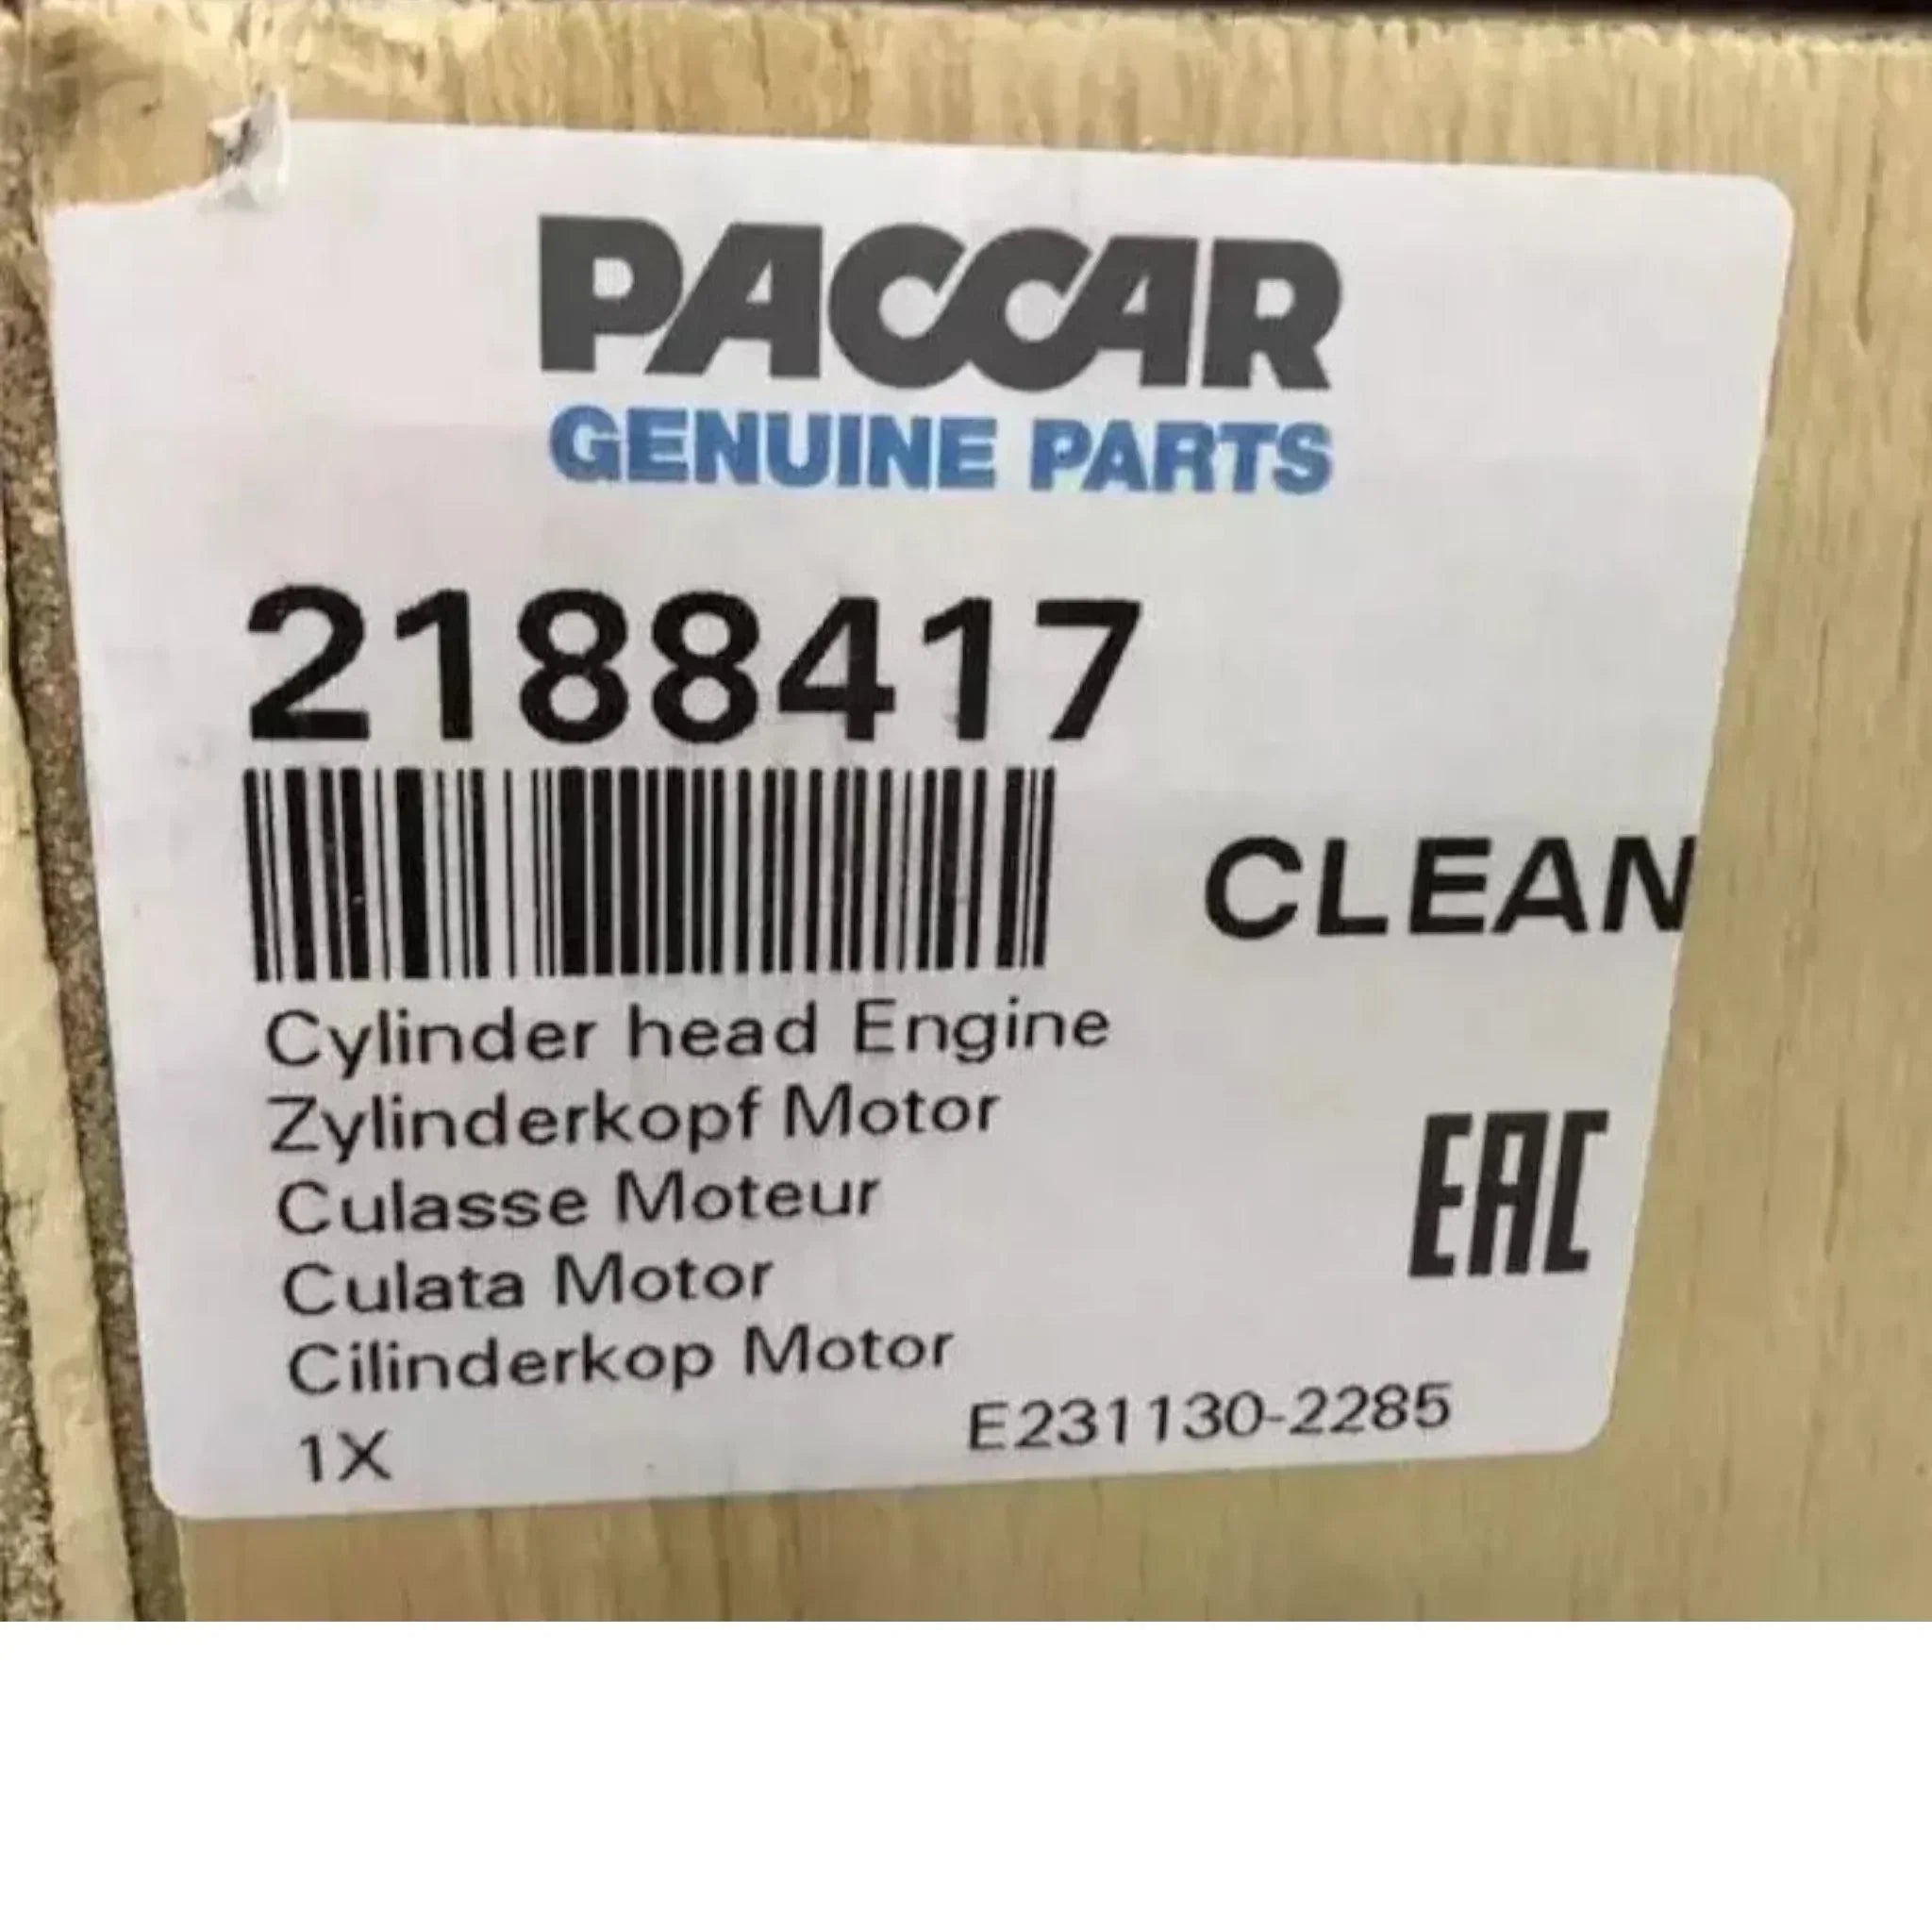 PACCAR
GENUINE PARTS
2188417
CLEAN
Cylinder head Engine
Zylinderkopf Motor
Culasse Moteur
Culata Motor
Cilinderkop Motor
EAC
1X
E231130-2285